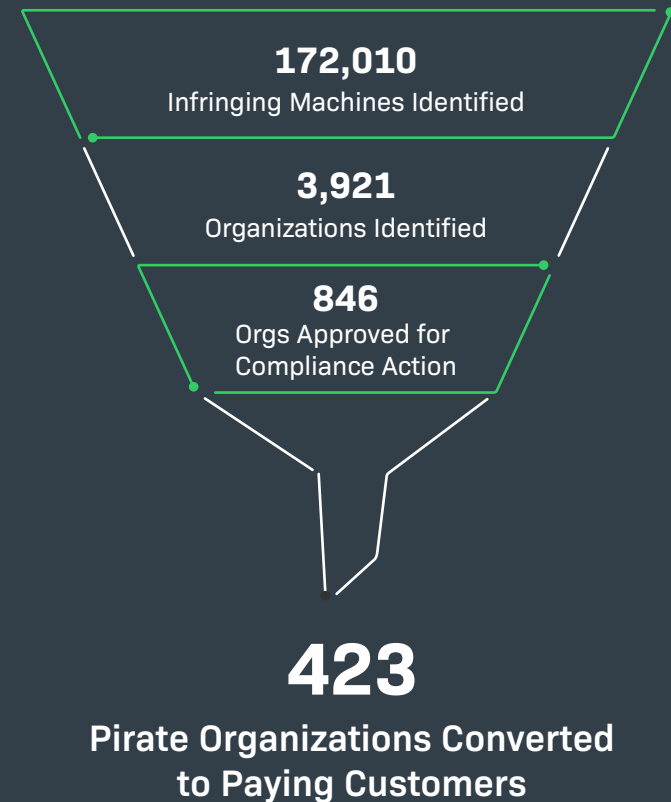 172,010
Infringing Machines Identified
3,921
Organizations Identified
846
Orgs Approved for
Compliance Action
423
Pirate Organizations Converted
to Paying Customers